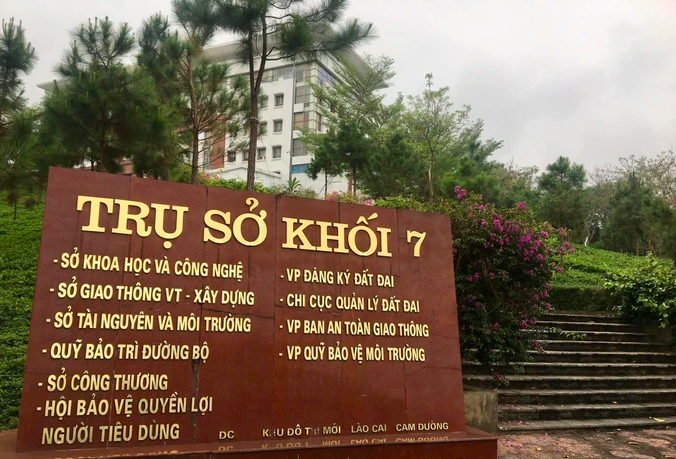 TRỤ SỞ KHỐI 7
- SỞ KHOA HỌC VÀ CÔNG NGHỆ
- SỞ GIAO THÔNG VT - XÂY DỰNG
- SỞ TÀI NGUYÊN VÀ MÔI TRƯỜNG
- QUỸ BẢO TRÌ ĐƯỜNG BỘ
- SỞ CÔNG THƯƠNG
- HỘI BẢO VỆ QUYỀN LỢI
NGƯỜI TIÊU DÙNG
- VP ĐĂNG KÝ ĐẤT ĐAI
- CHI CỤC QUẢN LÝ ĐẤT ĐAI
- VP BAN AN TOÀN GIAO THÔNG
- VP QUỸ BẢO VỆ MÔI TRƯỜNG
ĐC KHU ĐÔ THỊ MỚI LÀO CAI CAM ĐƯỜNG